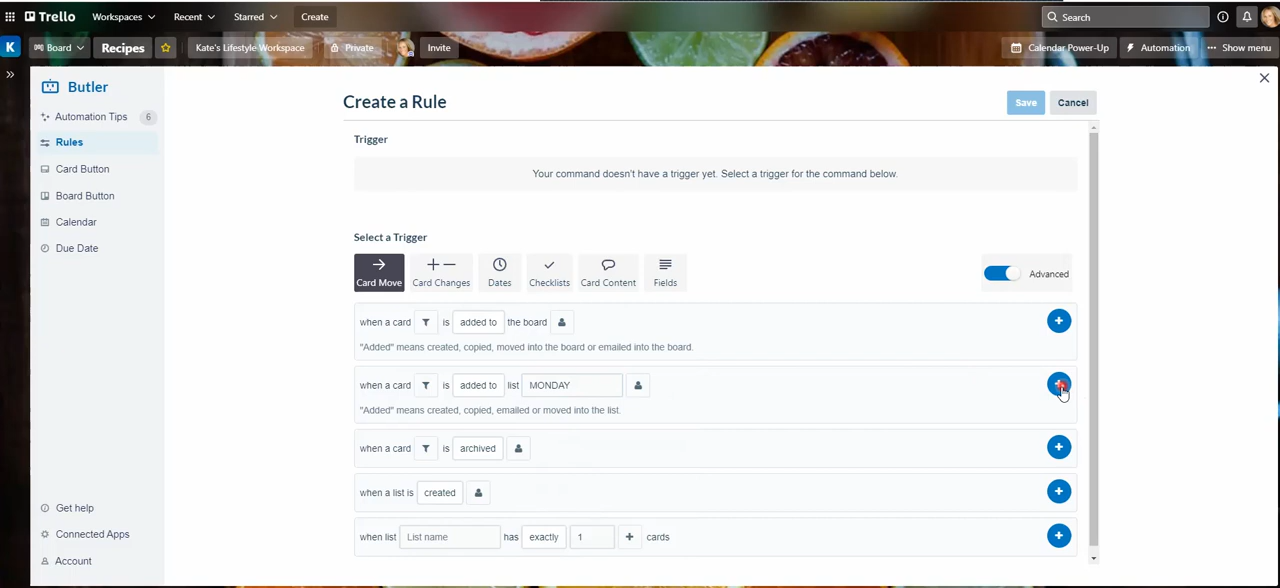 Trello Workspaces Recent Starred Create Search
K Board Recipes Kate's Lifestyle Workspace Private Invite Calendar Power-Up Automation Show menu
Butler
Automation Tips 6
Rules
Card Button
Board Button
Calendar
Due Date
Get help
Connected Apps
Account
Create a Rule Save Cancel
Trigger
Your command doesn't have a trigger yet. Select a trigger for the command below.
Select a Trigger
Card Move Card Changes Dates Checklists Card Content Fields Advanced
when a card is added to the board
"Added" means created, copied, moved into the board or emailed into the board.
when a card is added to list MONDAY
"Added" means created, copied, emailed or moved into the list.
when a card is archived
when a list is created
when list List name has exactly 1 cards